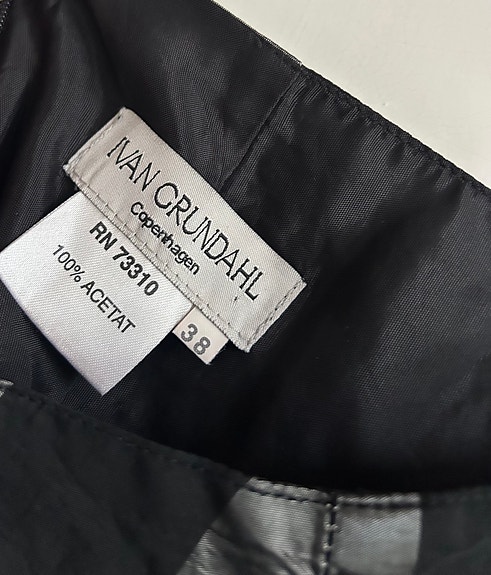 IVAN GRUNDAHL
Copenhagen
RN 73310
100% ACETAT
38